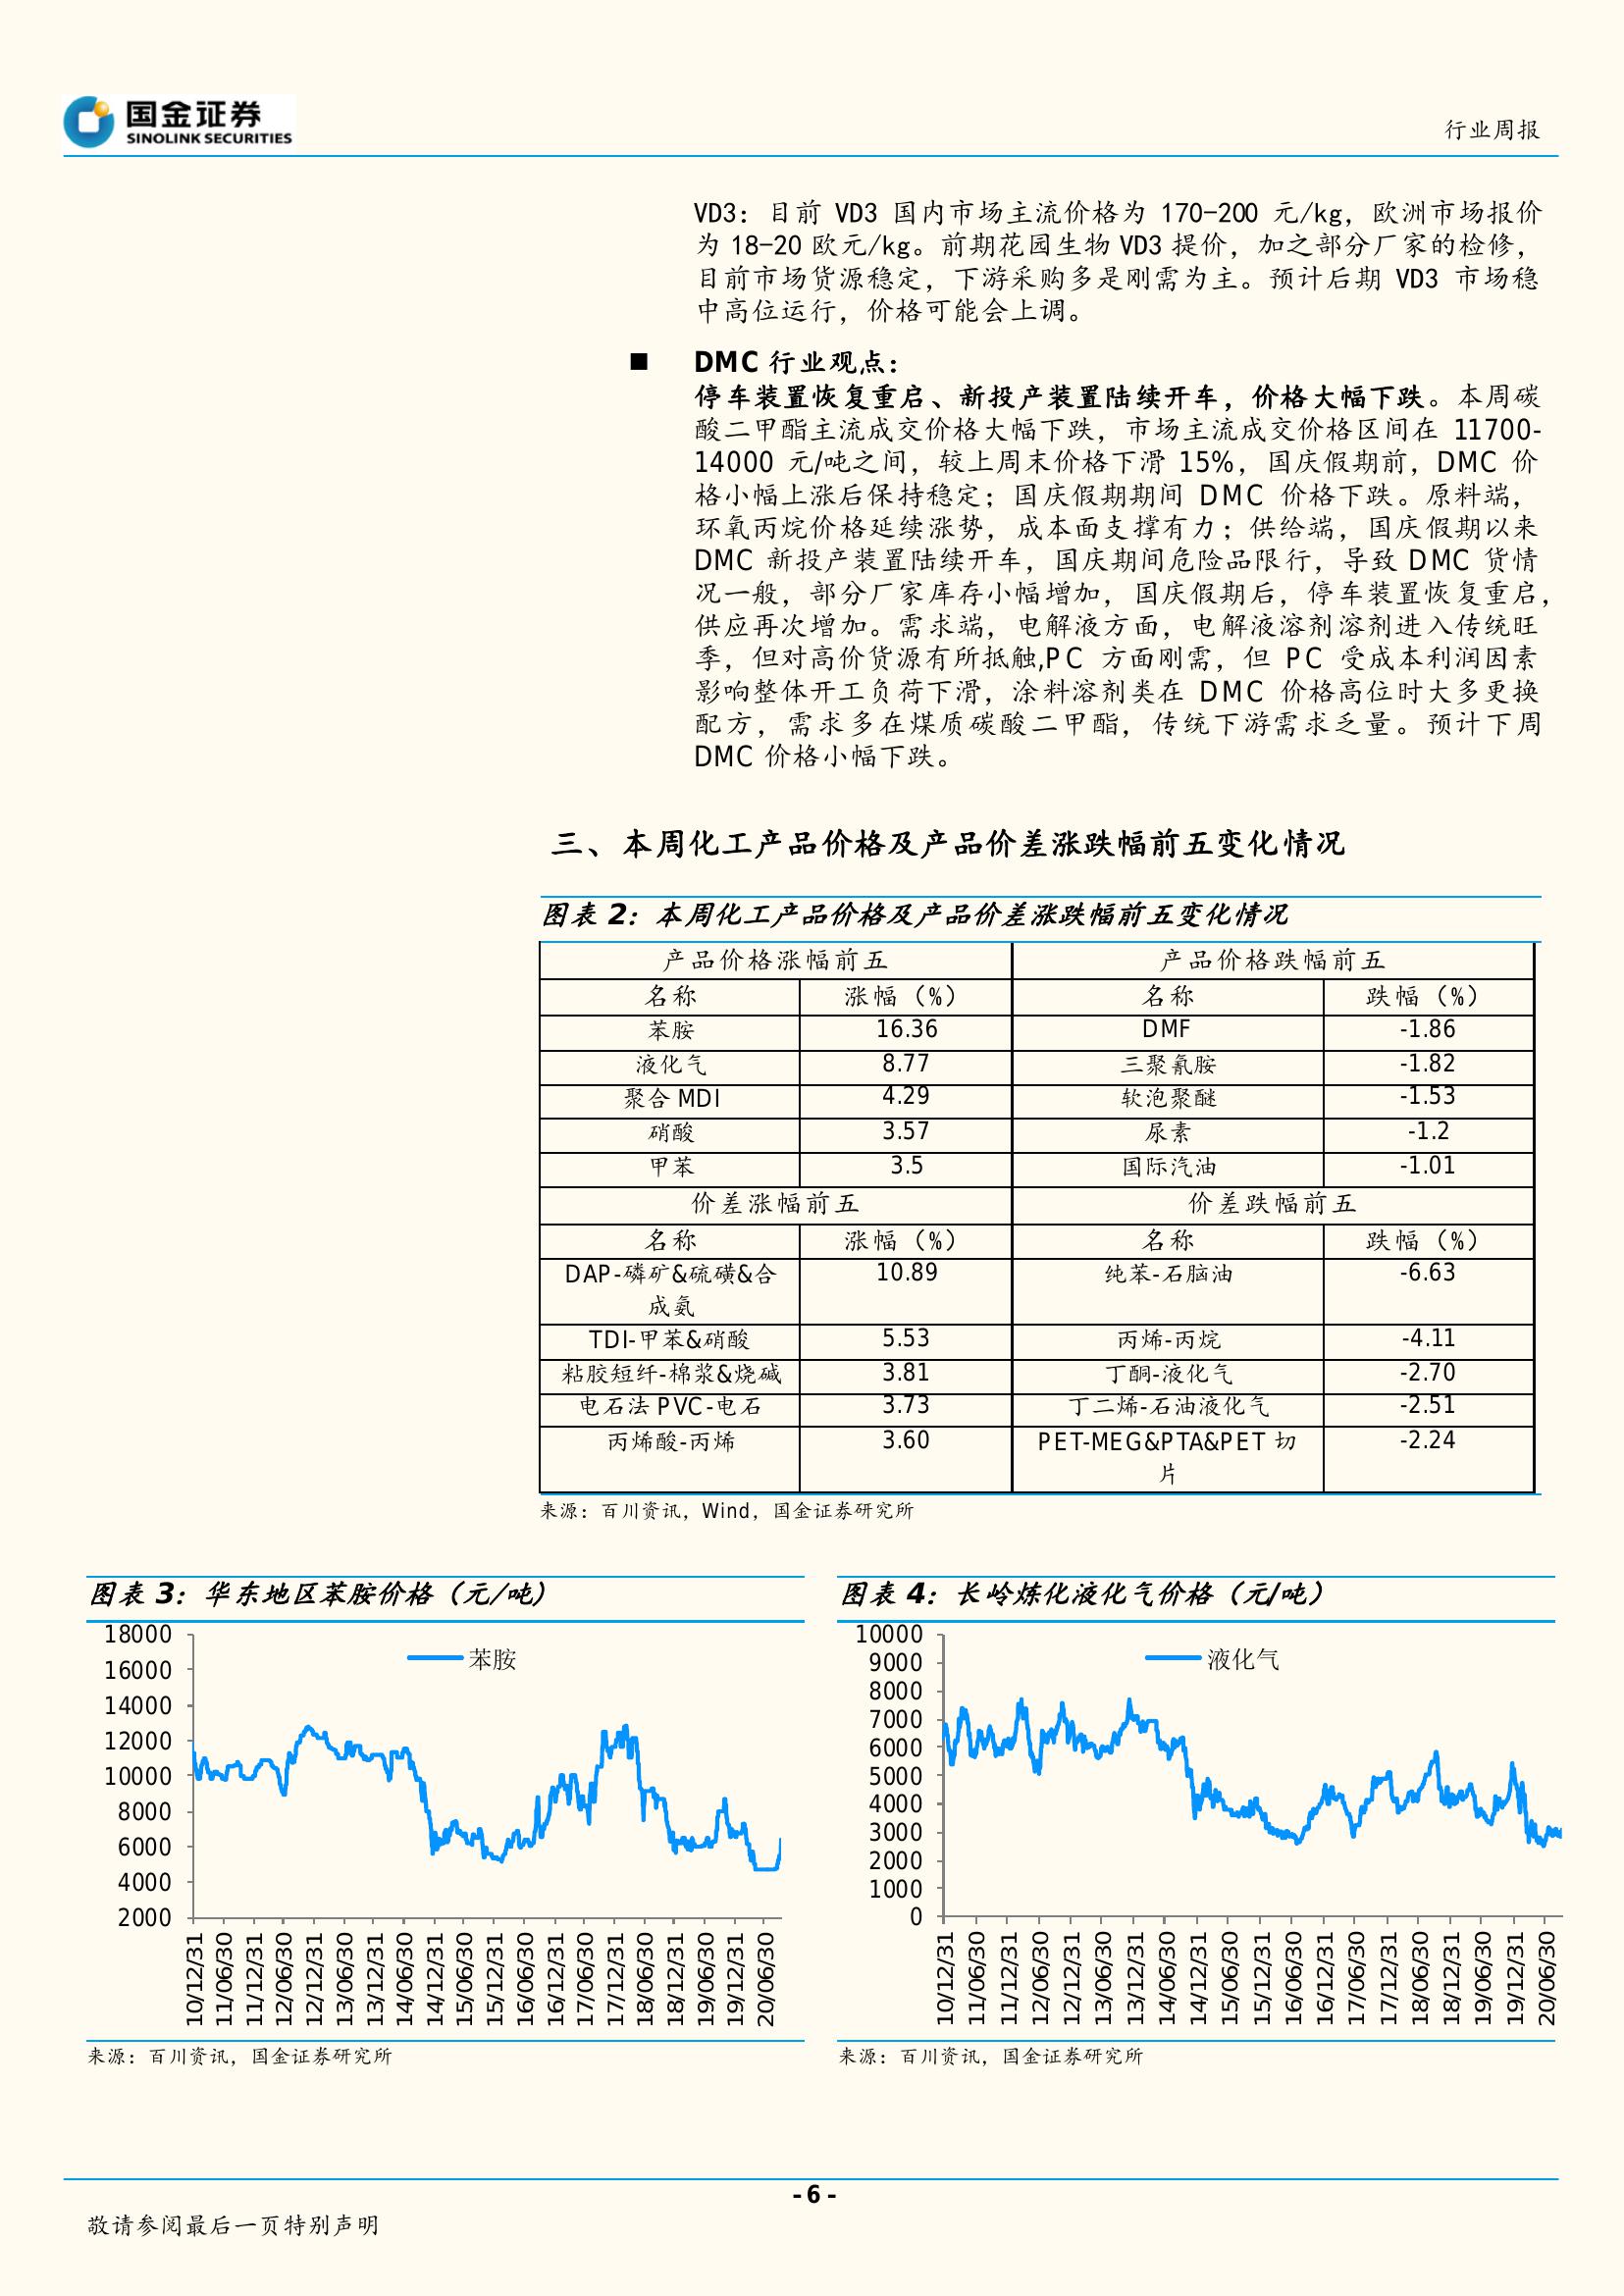 国金证券
SINOLINK SECURITIES
行业周报
VD3：目前 VD3 国内市场主流价格为 170-200 元/kg，欧洲市场报价
为 18-20 欧元/kg。前期花园生物 VD3 提价，加之部分厂家的检修，
目前市场货源稳定，下游采购多是刚需为主。预计后期 VD3 市场稳
中高位运行，价格可能会上调。
■ DMC 行业观点：
停车装置恢复重启、新投产装置陆续开车，价格大幅下跌。本周碳
酸二甲酯主流成交价格大幅下跌，市场主流成交价格区间在 11700-
14000 元/吨之间，较上周末价格下滑 15%，国庆假期前，DMC 价
格小幅上涨后保持稳定；国庆假期期间 DMC 价格下跌。原料端，
环氧丙烷价格延续涨势，成本面支撑有力；供给端，国庆假期以来
DMC 新投产装置陆续开车，国庆期间危险品限行，导致 DMC 货情
况一般，部分厂家库存小幅增加，国庆假期后，停车装置恢复重启，
供应再次增加。需求端，电解液方面，电解液溶剂溶剂进入传统旺
季，但对高价货源有所抵触,PC 方面刚需，但 PC 受成本利润因素
影响整体开工负荷下滑，涂料溶剂类在 DMC 价格高位时大多更换
配方，需求多在煤质碳酸二甲酯，传统下游需求乏量。预计下周
DMC 价格小幅下跌。
三、本周化工产品价格及产品价差涨跌幅前五变化情况
图表 2：本周化工产品价格及产品价差涨跌幅前五变化情况
产品价格涨幅前五 产品价格跌幅前五
名称 涨幅（%） 名称 跌幅（%）
苯胺 16.36 DMF -1.86
液化气 8.77 三聚氰胺 -1.82
聚合 MDI 4.29 软泡聚醚 -1.53
硝酸 3.57 尿素 -1.2
甲苯 3.5 国际汽油 -1.01
价差涨幅前五 价差跌幅前五
名称 涨幅（%） 名称 跌幅（%）
DAP-磷矿&硫磺&合 10.89 纯苯-石脑油 -6.63
成氨
TDI-甲苯&硝酸 5.53 丙烯-丙烷 -4.11
粘胶短纤-棉浆&烧碱 3.81 丁酮-液化气 -2.70
电石法 PVC-电石 3.73 丁二烯-石油液化气 -2.51
丙烯酸-丙烯 3.60 PET-MEG&PTA&PET 切 -2.24
片
来源：百川资讯，Wind，国金证券研究所
图表 3：华东地区苯胺价格（元/吨）
18000
16000
14000
12000
10000
8000
6000
4000
2000
苯胺
10/12/31
11/06/30
11/12/31
12/06/30
12/12/31
13/06/30
13/12/31
14/06/30
14/12/31
15/06/30
15/12/31
16/06/30
16/12/31
17/06/30
17/12/31
18/06/30
18/12/31
19/06/30
19/12/31
20/06/30
来源：百川资讯，国金证券研究所
图表 4：长岭炼化液化气价格（元/吨）
10000
9000
8000
7000
6000
5000
4000
3000
2000
1000
0
液化气
10/12/31
11/06/30
11/12/31
12/06/30
12/12/31
13/06/30
13/12/31
14/06/30
14/12/31
15/06/30
15/12/31
16/06/30
16/12/31
17/06/30
17/12/31
18/06/30
18/12/31
19/06/30
19/12/31
20/06/30
来源：百川资讯，国金证券研究所
- 6 -
敬请参阅最后一页特别声明